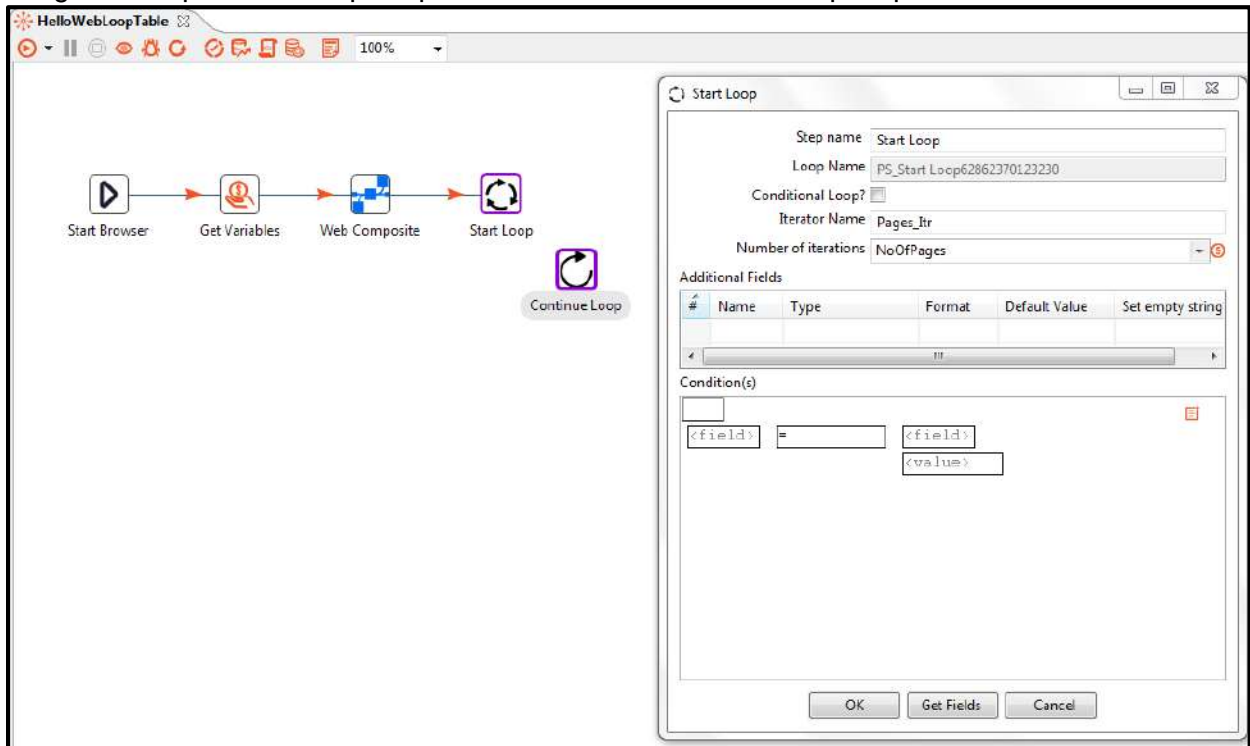 HelloWebLoopTable
100%
Start Browser
Get Variables
Web Composite
Start Loop
Continue Loop
Start Loop
Step name Start Loop
Loop Name PS_Start Loop62862370123230
Conditional Loop?
Iterator Name Pages_Itr
Number of iterations NoOfPages
Additional Fields
# Name Type Format Default Value Set empty string
Condition(s)
<field> = <field>
<value>
OK Get Fields Cancel